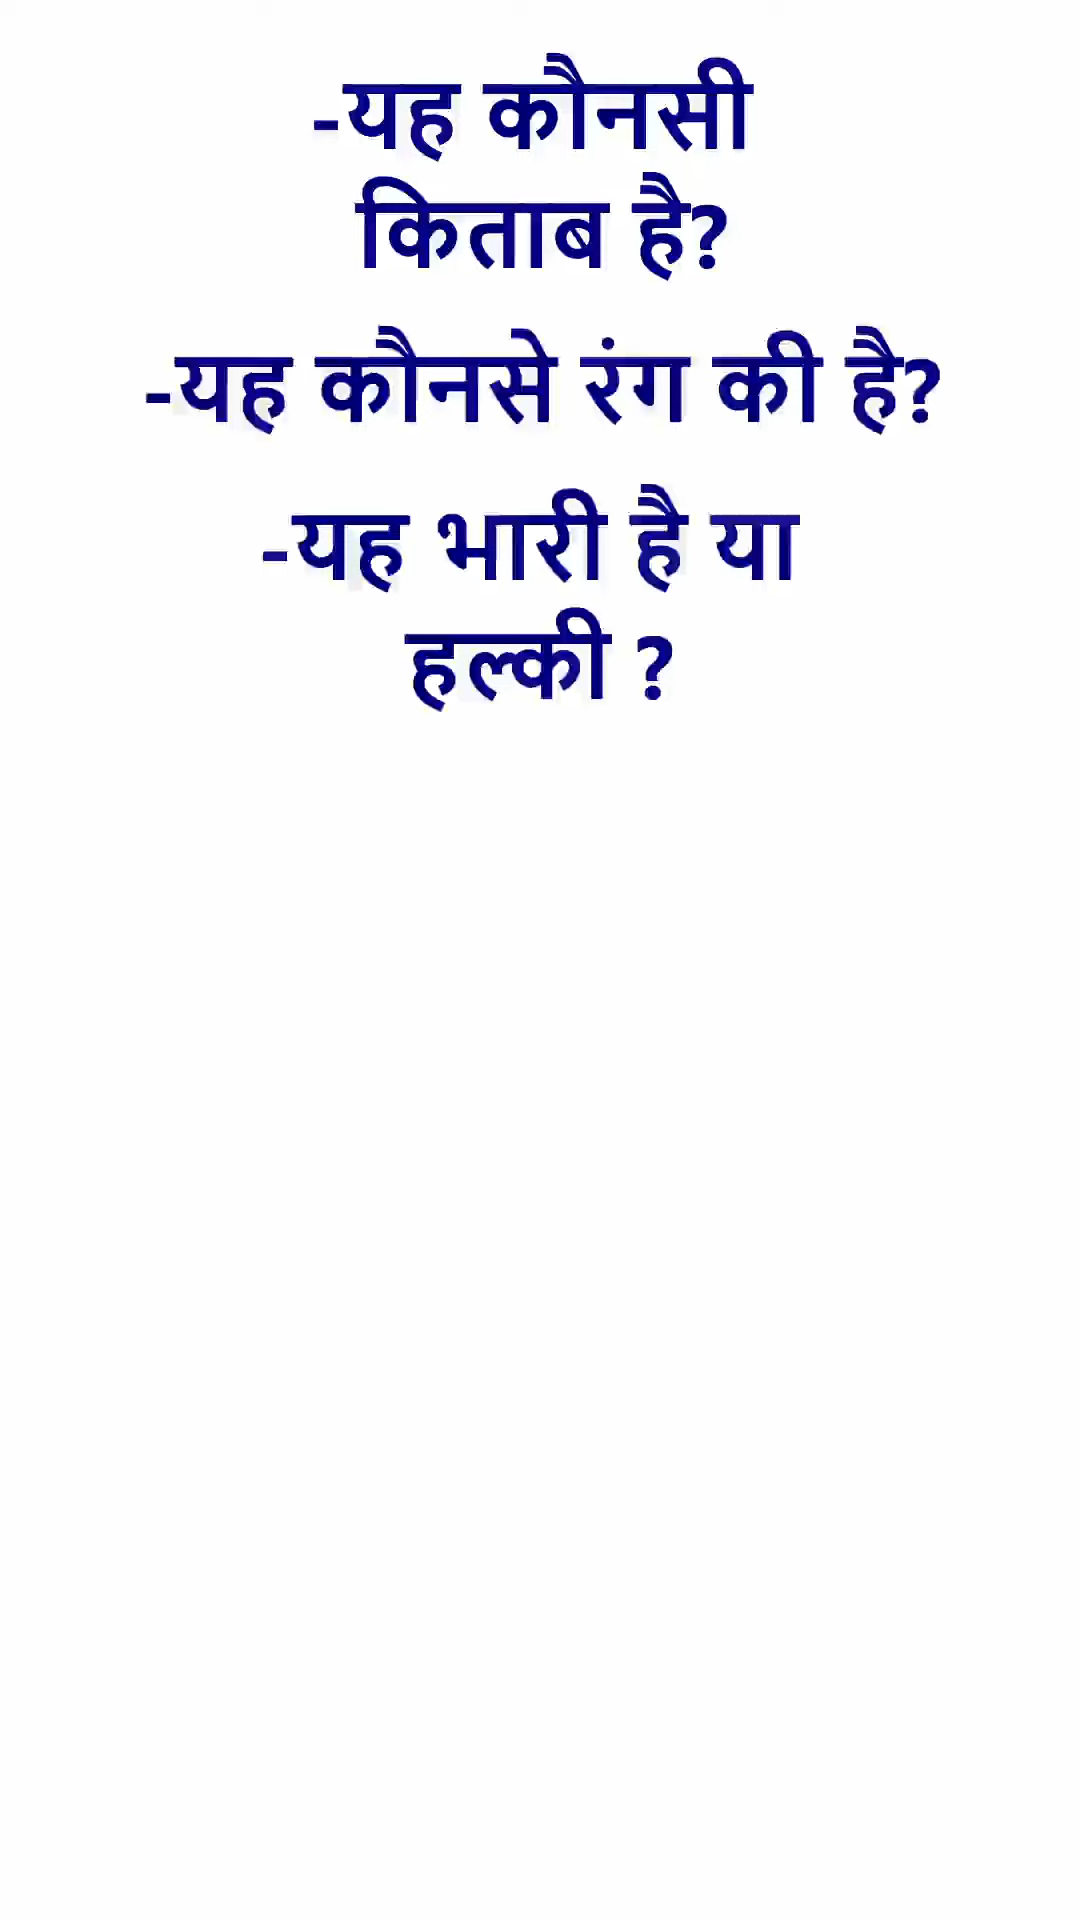 -यह कौनसी
किताब है?
-यह कौनसे रंग की है?
-यह भारी है या
हल्की ?